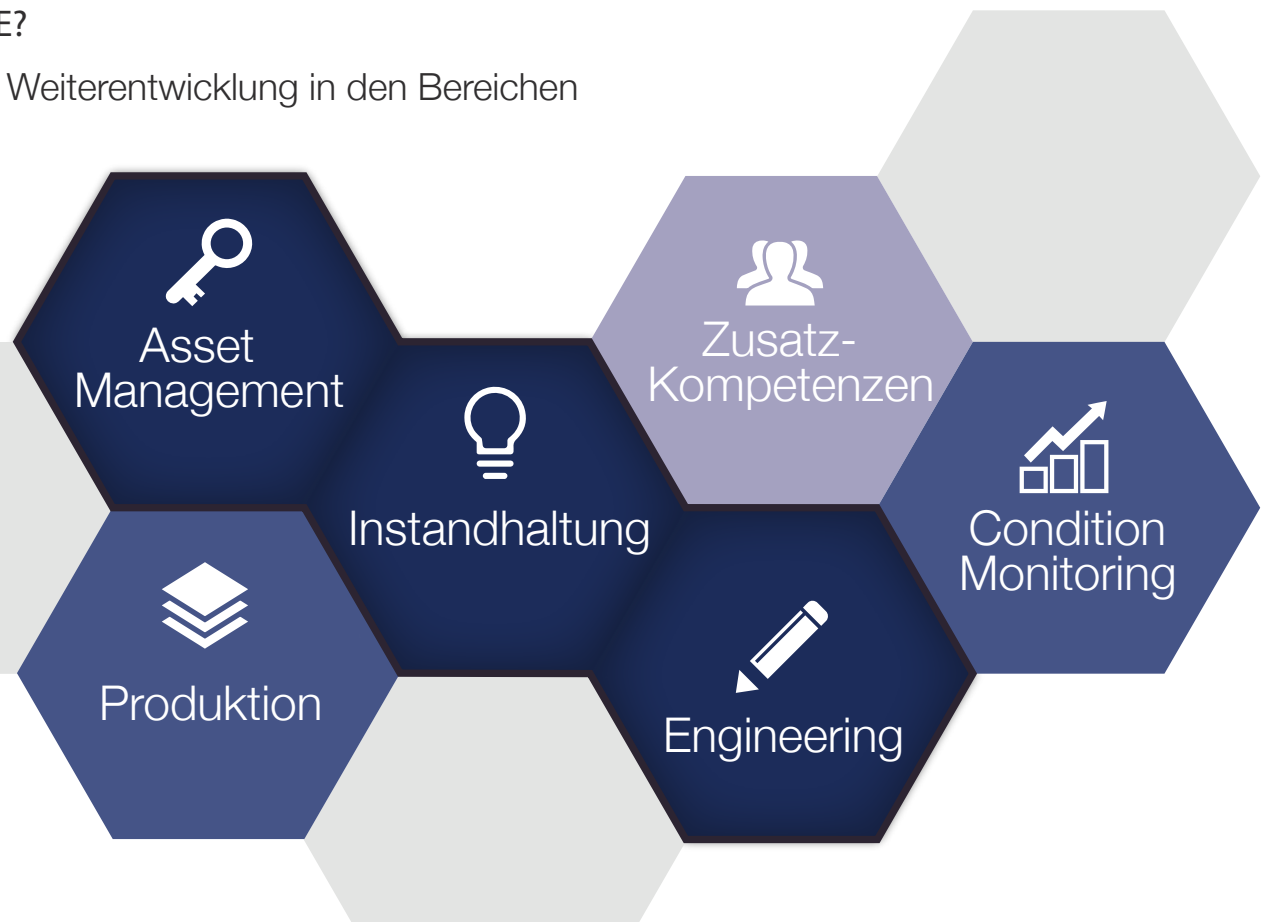 E?
Weiterentwicklung in den Bereichen
Asset
Management
Zusatz-
Kompetenzen
Instandhaltung
Condition
Monitoring
Produktion
Engineering